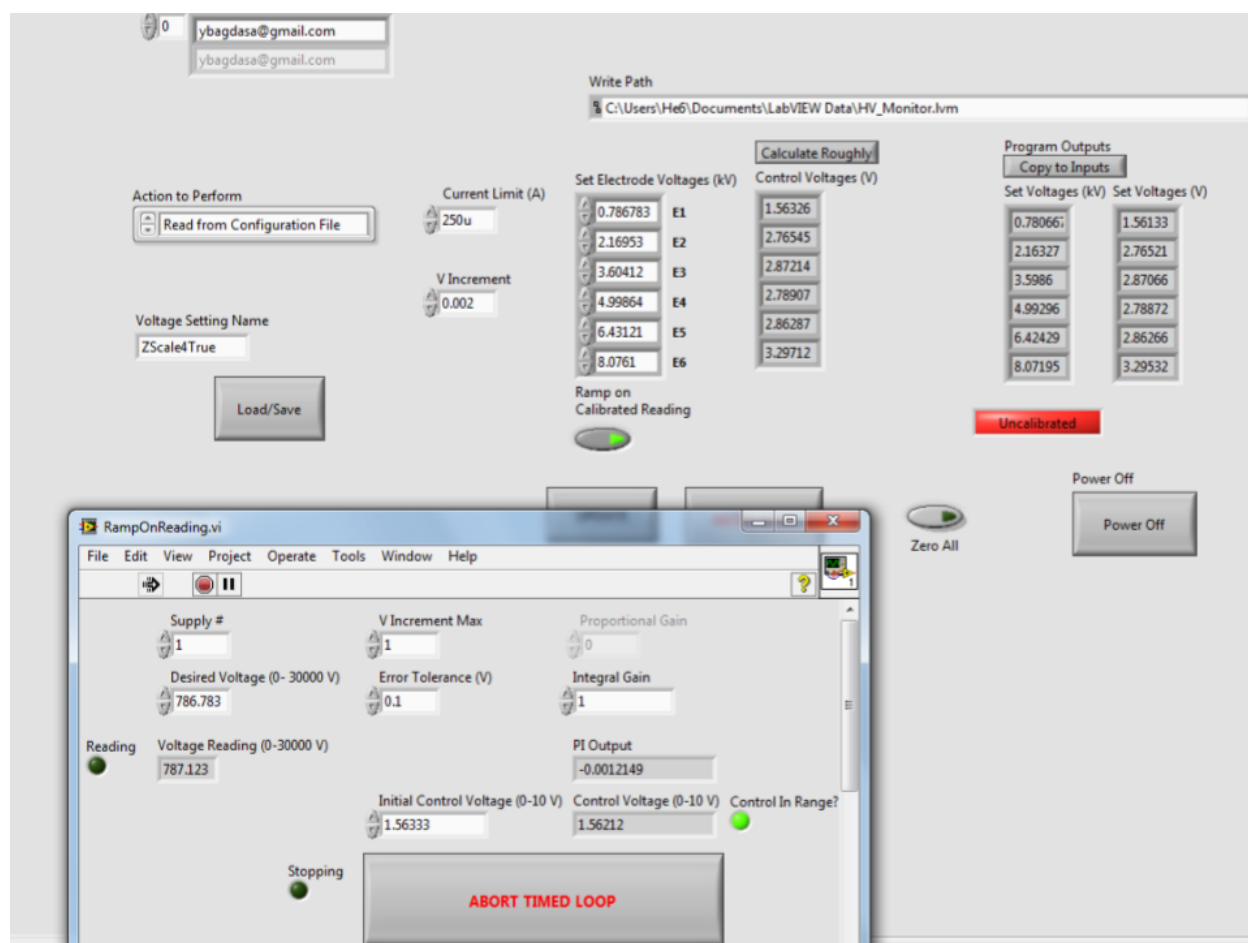 0
ybagdasa@gmail.com
ybagdasa@gmail.com
Write Path
C:\Users\He6\Documents\LabVIEW Data\HV_Monitor.lvm
Calculate Roughly
Program Outputs
Copy to Inputs
Action to Perform
Read from Configuration File
Current Limit (A)
250u
Set Electrode Voltages (kV)
Control Voltages (V)
Set Voltages (kV) Set Voltages (V)
0.786783 E1 1.56326 0.78066 1.56133
2.16953 E2 2.76545 2.16327 2.76521
3.60412 E3 2.87214 3.5986 2.87066
4.99864 E4 2.78907 4.99296 2.78872
6.43121 E5 2.86287 6.42429 2.86266
8.0761 E6 3.29712 8.07195 3.29532
V Increment
0.002
Voltage Setting Name
ZScale4True
Load/Save
Ramp on
Calibrated Reading
Uncalibrated
Power Off
Power Off
Zero All
RampOnReading.vi
File Edit View Project Operate Tools Window Help
1
Supply #
1
V Increment Max
1
Proportional Gain
0
Desired Voltage (0- 30000 V)
786.783
Error Tolerance (V)
0.1
Integral Gain
1
Reading
Voltage Reading (0-30000 V)
787.123
PI Output
-0.0012149
Initial Control Voltage (0-10 V)
1.56333
Control Voltage (0-10 V)
1.56212
Control In Range?
Stopping
ABORT TIMED LOOP